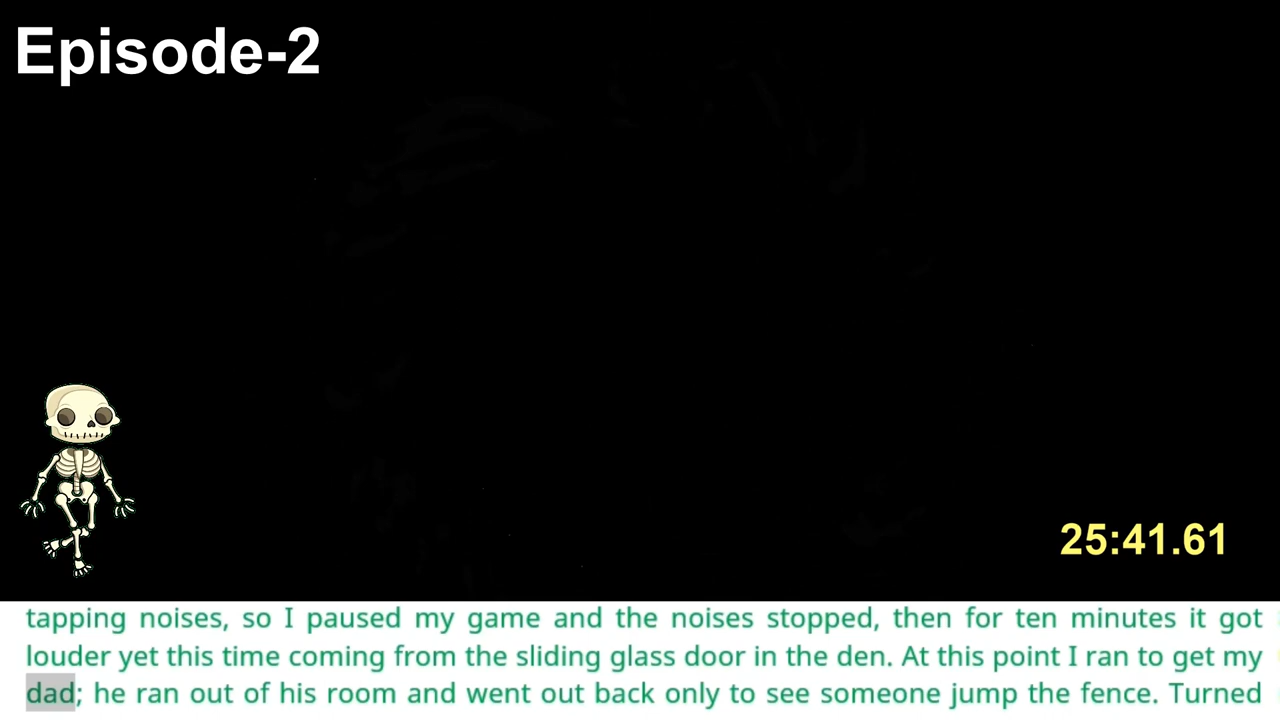 Episode-2
25:41.61
tapping noises, so I paused my game and the noises stopped, then for ten minutes it got
louder yet this time coming from the sliding glass door in the den. At this point I ran to get my
dad; he ran out of his room and went out back only to see someone jump the fence. Turned